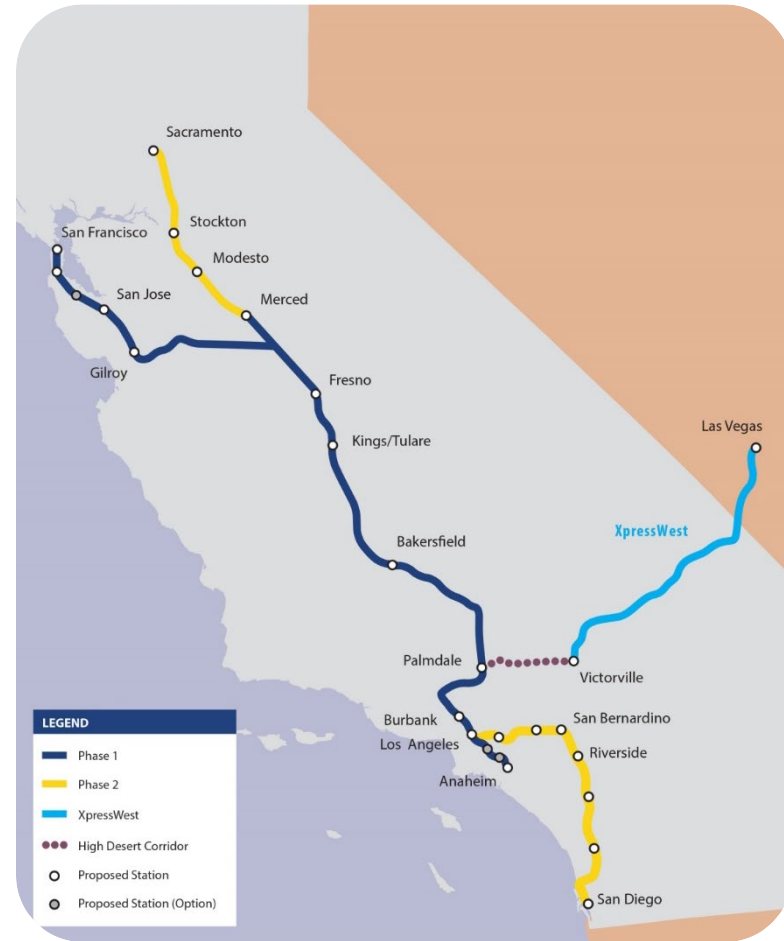 Sacramento
Stockton
San Francisco
Modesto
San Jose
Merced
Gilroy
Fresno
Las Vegas
Kings/Tulare
XpressWest
Bakersfield
Palmdale
Victorville
Burbank
San Bernardino
Los Angeles
Riverside
Anaheim
San Diego
LEGEND
Phase 1
Phase 2
XpressWest
High Desert Corridor
Proposed Station
Proposed Station (Option)